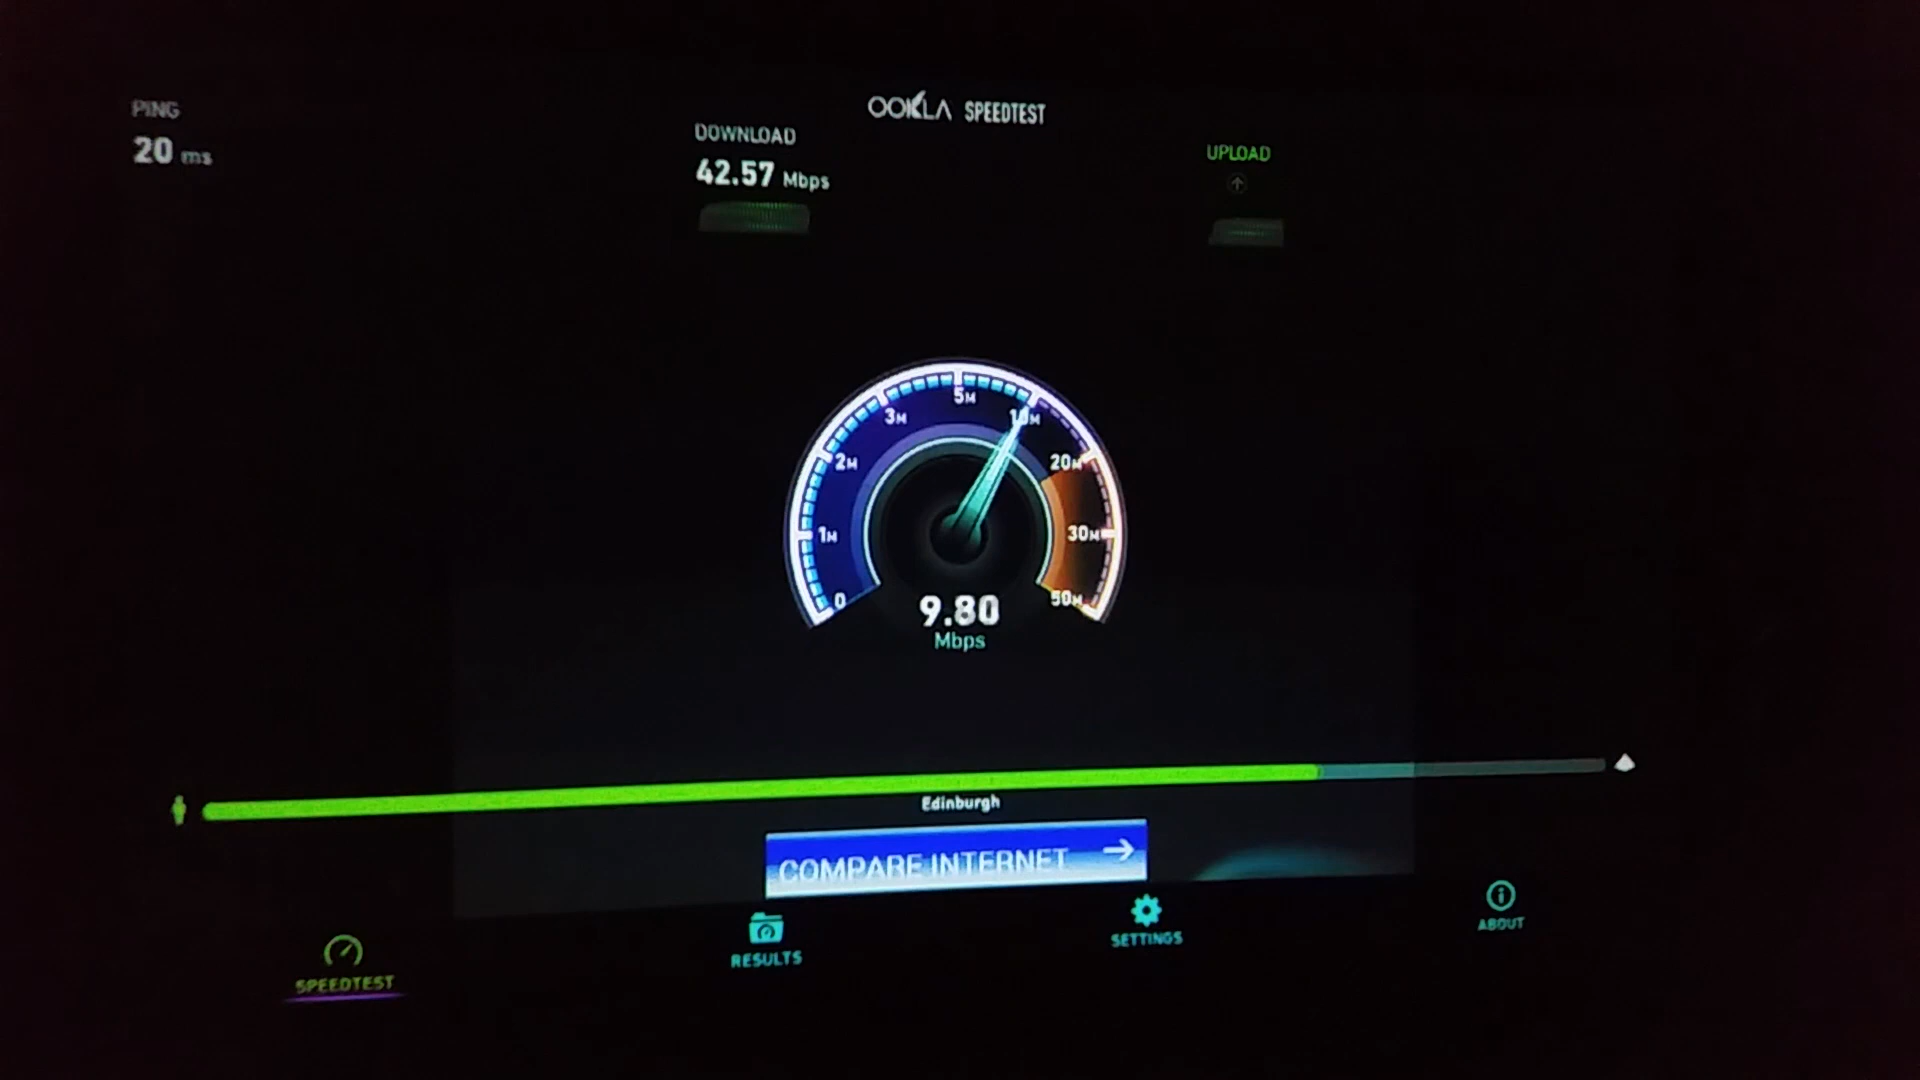 OOKLA SPEEDTEST
PING
20 ms
DOWNLOAD
42.57 Mbps
UPLOAD
5M
3M
10M
2M
20M
1M
30M
0
50M
9.80
Mbps
Edinburgh
COMPARE INTERNET
SPEEDTEST
RESULTS
SETTINGS
ABOUT